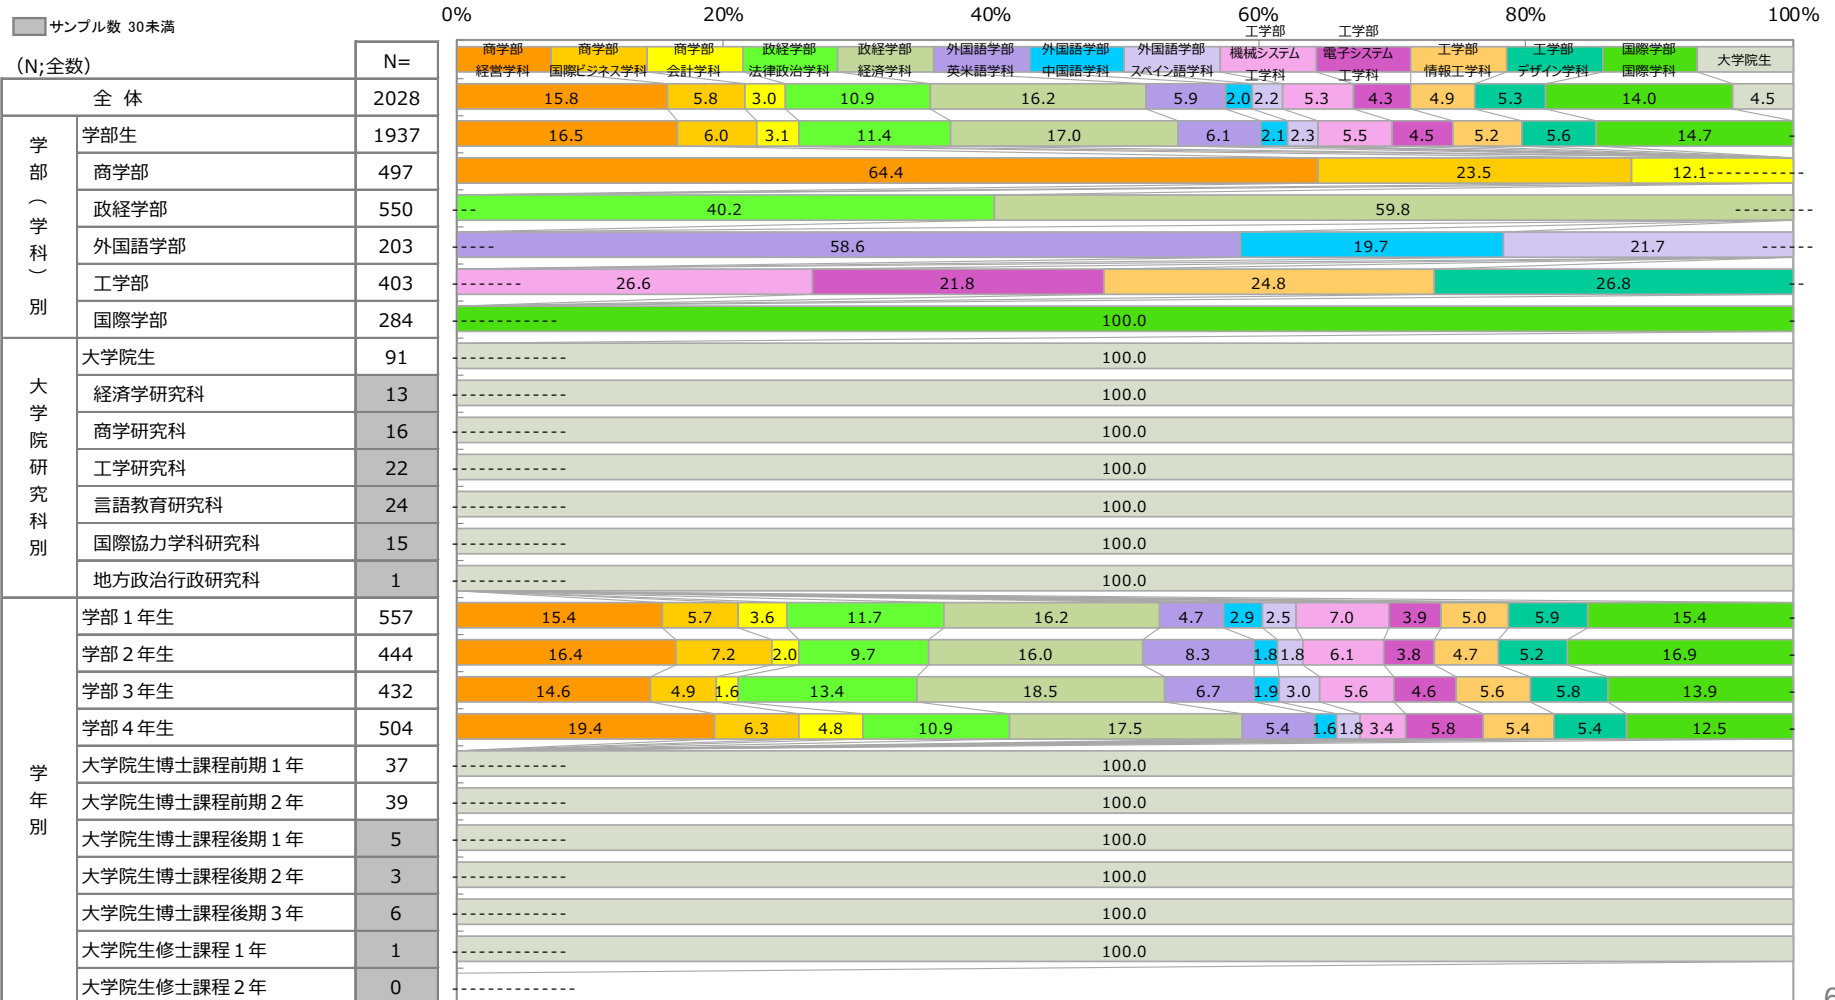 0% 20% 40% 60% 80% 100%
サンプル数 30未満
(N;全数) N=
商学部 経営学科
商学部 国際ビジネス学科
商学部 会計学科
政経学部 法律政治学科
政経学部 経済学科
外国語学部 英米語学科
外国語学部 中国語学科
外国語学部 スペイン語学科
工学部 機械システム 工学科
工学部 電子システム 工学科
工学部 情報工学科
工学部 デザイン学科
国際学部 国際学科
大学院生
全 体 2028 15.8 5.8 3.0 10.9 16.2 5.9 2.0 2.2 5.3 4.3 4.9 5.3 14.0 4.5
学部(学科)別
学部生 1937 16.5 6.0 3.1 11.4 17.0 6.1 2.1 2.3 5.5 4.5 5.2 5.6 14.7 -
商学部 497 64.4 23.5 12.1 - - - - - - - - - - -
政経学部 550 - - - 40.2 59.8 - - - - - - - - -
外国語学部 203 - - - - - 58.6 19.7 21.7 - - - - - -
工学部 403 - - - - - - - - 26.6 21.8 24.8 26.8 - -
国際学部 284 - - - - - - - - - - - - 100.0 -
大学院研究科別
大学院生 91 - - - - - - - - - - - - - 100.0
経済学研究科 13 - - - - - - - - - - - - - 100.0
商学研究科 16 - - - - - - - - - - - - - 100.0
工学研究科 22 - - - - - - - - - - - - - 100.0
言語教育研究科 24 - - - - - - - - - - - - - 100.0
国際協力学科研究科 15 - - - - - - - - - - - - - 100.0
地方政治行政研究科 1 - - - - - - - - - - - - - 100.0
学年別
学部1年生 557 15.4 5.7 3.6 11.7 16.2 4.7 2.9 2.5 7.0 3.9 5.0 5.9 15.4 -
学部2年生 444 16.4 7.2 2.0 9.7 16.0 8.3 1.8 1.8 6.1 3.8 4.7 5.2 16.9 -
学部3年生 432 14.6 4.9 1.6 13.4 18.5 6.7 1.9 3.0 5.6 4.6 5.6 5.8 13.9 -
学部4年生 504 19.4 6.3 4.8 10.9 17.5 5.4 1.6 1.8 3.4 5.8 5.4 5.4 12.5 -
大学院生博士課程前期1年 37 - - - - - - - - - - - - - 100.0
大学院生博士課程前期2年 39 - - - - - - - - - - - - - 100.0
大学院生博士課程後期1年 5 - - - - - - - - - - - - - 100.0
大学院生博士課程後期2年 3 - - - - - - - - - - - - - 100.0
大学院生博士課程後期3年 6 - - - - - - - - - - - - - 100.0
大学院生修士課程1年 1 - - - - - - - - - - - - - 100.0
大学院生修士課程2年 0 - - - - - - - - - - - - - -